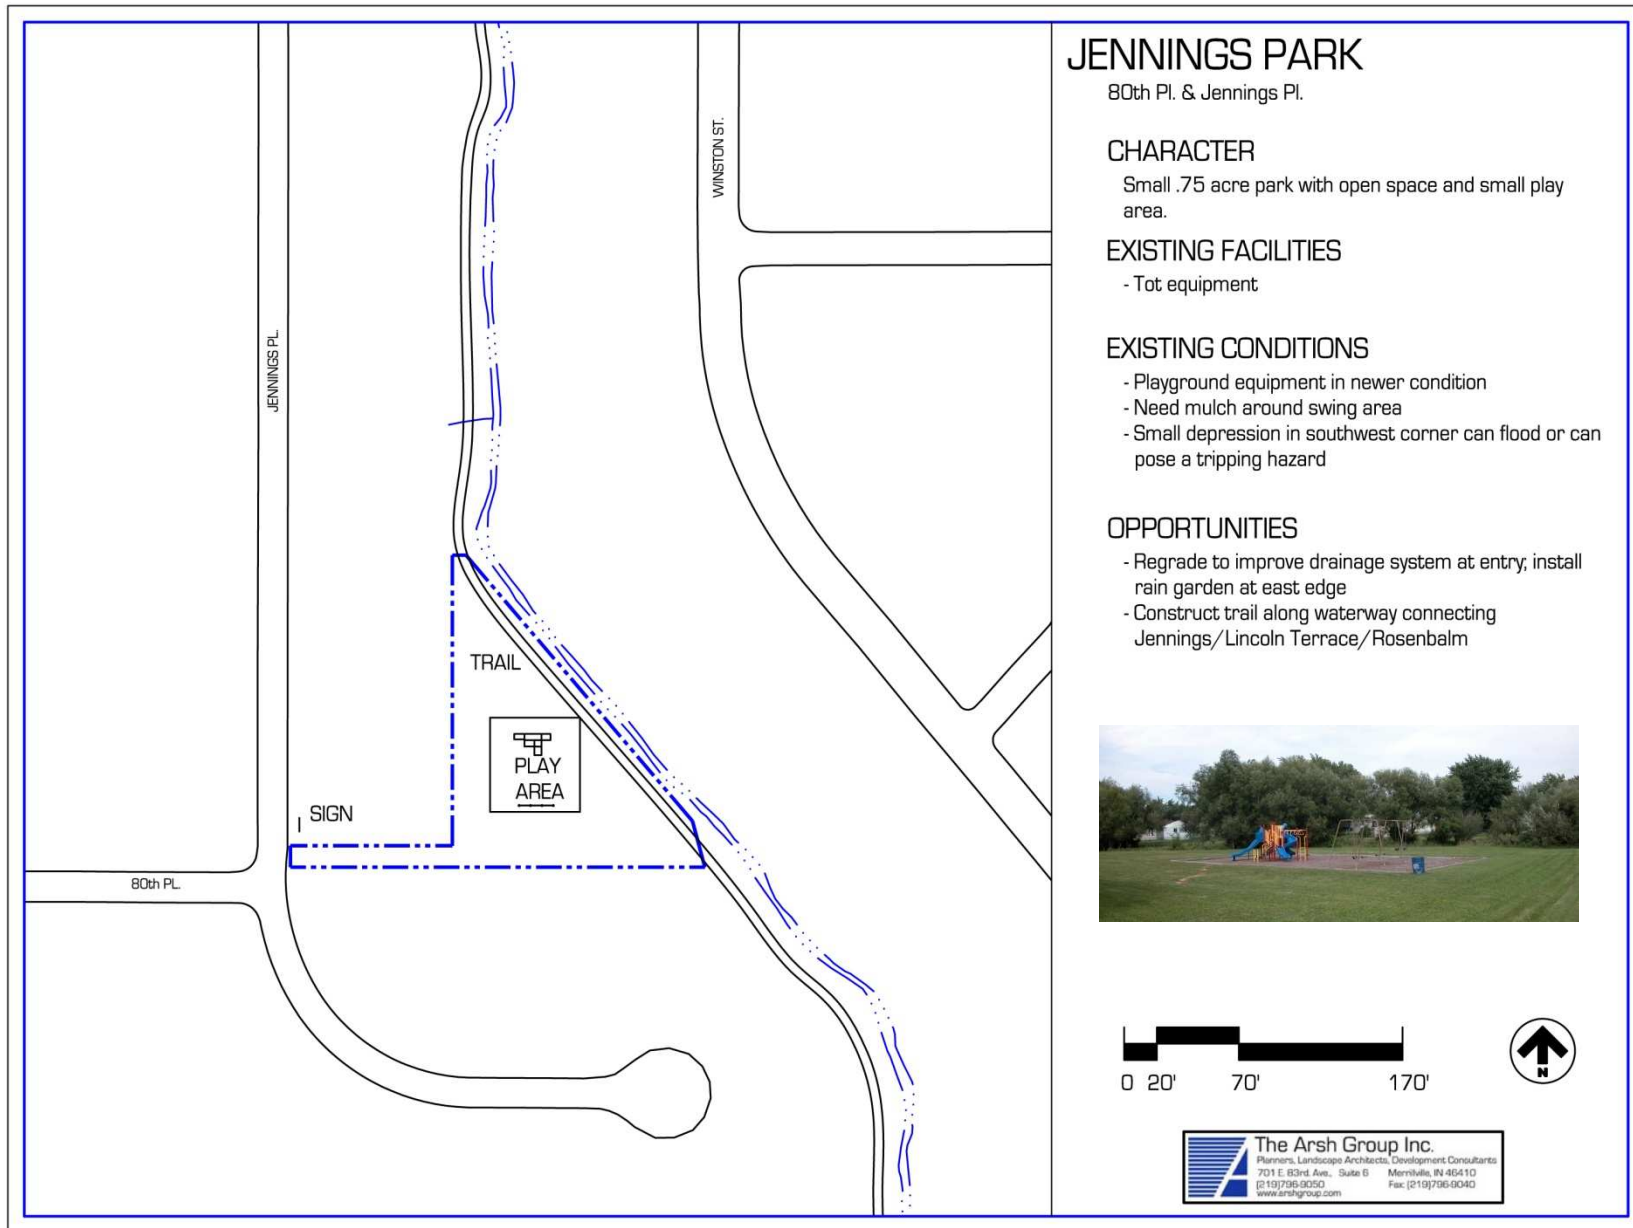 JENNINGS PARK
80th Pl. & Jennings Pl.
CHARACTER
Small .75 acre park with open space and small play
area.
EXISTING FACILITIES
- Tot equipment
EXISTING CONDITIONS
- Playground equipment in newer condition
- Need mulch around swing area
- Small depression in southwest corner can flood or can
pose a tripping hazard
OPPORTUNITIES
- Regrade to improve drainage system at entry; install
rain garden at east edge
- Construct trail along waterway connecting
Jennings/Lincoln Terrace/Rosenbalm
WINSTON ST.
JENNINGS PL.
TRAIL
PLAY
AREA
SIGN
80th PL.
0 20' 70' 170'
N
The Arsh Group Inc.
Planners, Landscape Architects, Development Consultants
701 E. 83rd. Ave., Suite 6 Merrilville, IN 46410
(219)796-9050 Fax: (219)796-9040
www.arshgroup.com